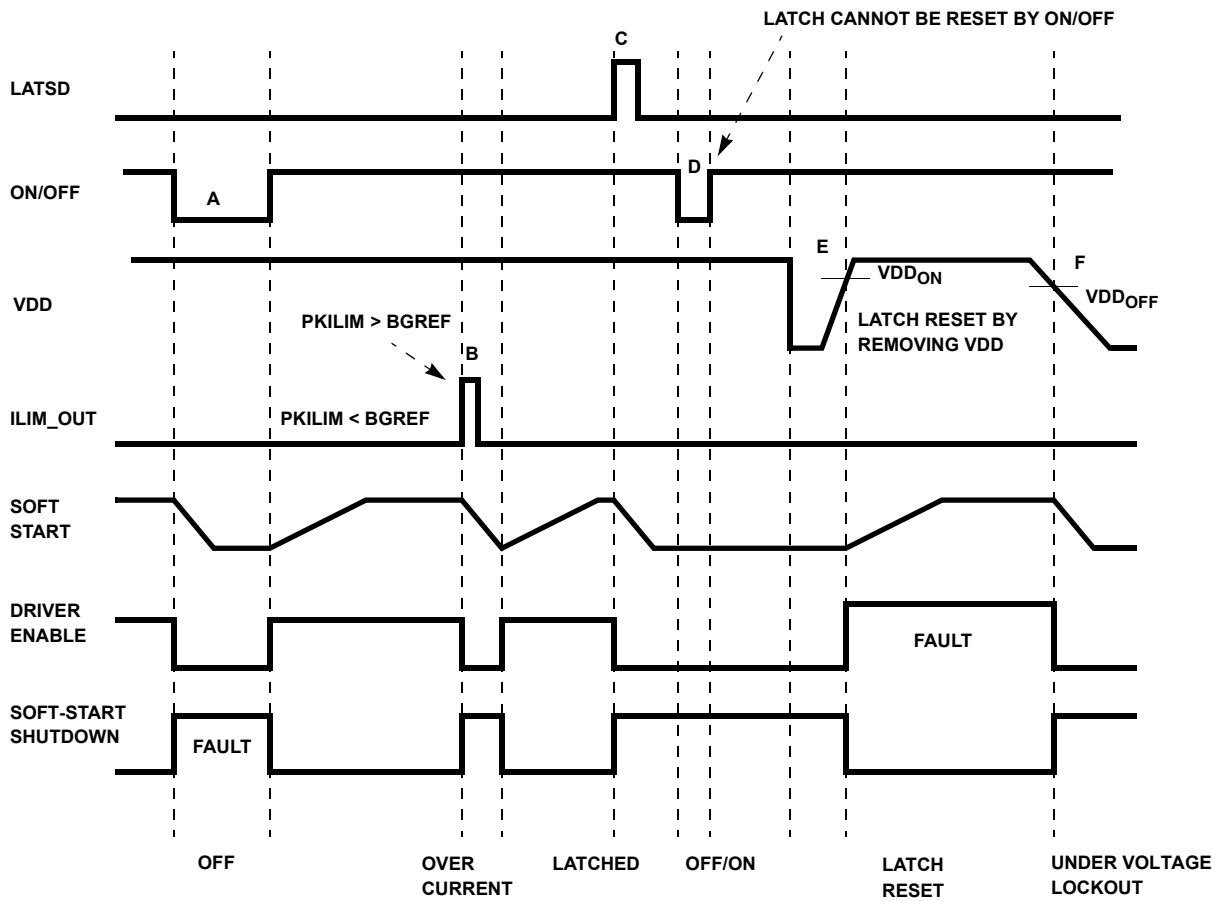 LATCH CANNOT BE RESET BY ON/OFF
C
LATSD
D
ON/OFF
A
E
F
VDD_ON
VDD_OFF
VDD
LATCH RESET BY
REMOVING VDD
PKILIM > BGREF
B
ILIM_OUT
PKILIM < BGREF
SOFT
START
DRIVER
ENABLE
FAULT
SOFT-START
SHUTDOWN
FAULT
OFF
OVER
CURRENT
LATCHED
OFF/ON
LATCH
RESET
UNDER VOLTAGE
LOCKOUT